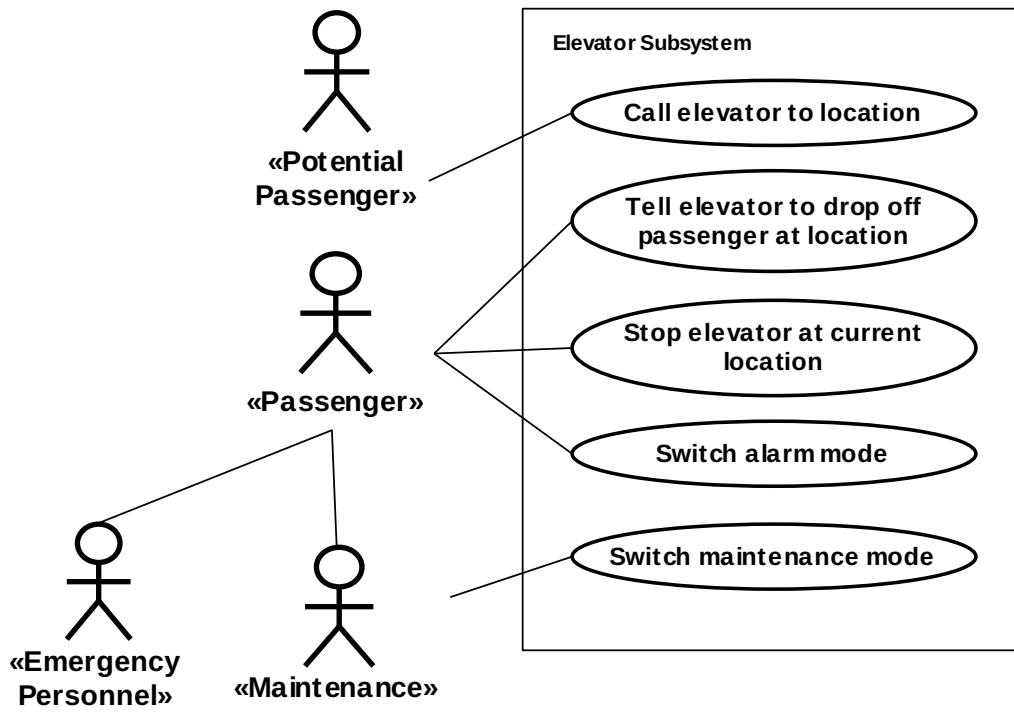 Elevator Subsystem
«Potential
Passenger»
Call elevator to location
Tell elevator to drop off
passenger at location
«Passenger»
Stop elevator at current
location
Switch alarm mode
Switch maintenance mode
«Emergency
Personnel»
«Maintenance»